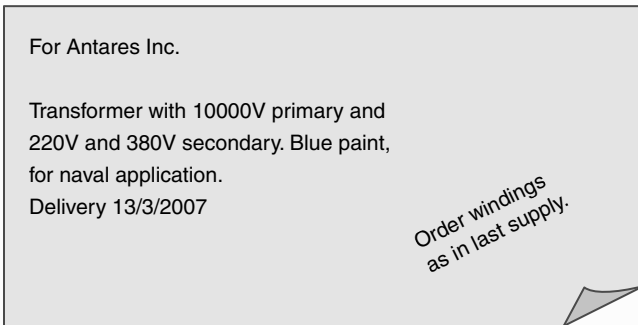 For Antares Inc.
Transformer with 10000V primary and
220V and 380V secondary. Blue paint,
for naval application.
Delivery 13/3/2007
Order windings
as in last supply.